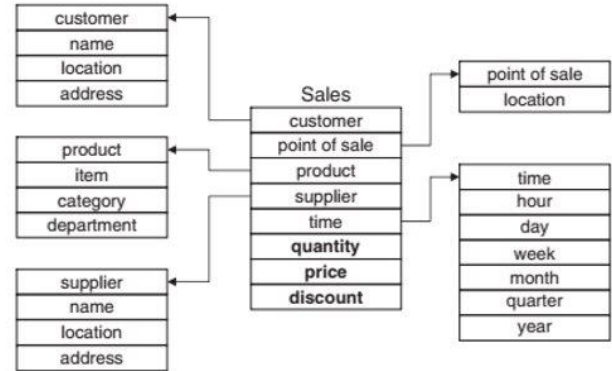 customer
name
location
address
product
item
category
department
supplier
name
location
address
Sales
customer
point of sale
product
supplier
time
quantity
price
discount
point of sale
location
time
hour
day
week
month
quarter
year